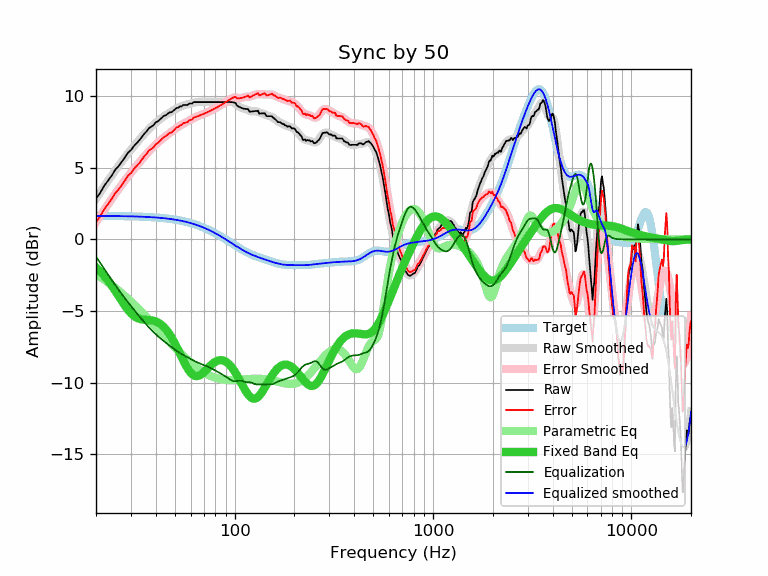 Sync by 50
Amplitude (dBr)
10
5
0
−5
−10
−15
100
1000
10000
Frequency (Hz)
Target
Raw Smoothed
Error Smoothed
Raw
Error
Parametric Eq
Fixed Band Eq
Equalization
Equalized smoothed